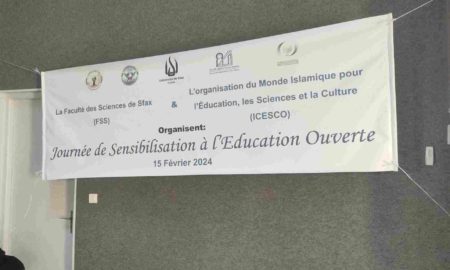 La Faculté des Sciences de Sfax
(FSS)
&
L'organisation du Monde Islamique pour
l'Éducation, les Sciences et la Culture
(ICESCO)
Organisent:
Journée de Sensibilisation à l'Education Ouverte
15 Février 2024